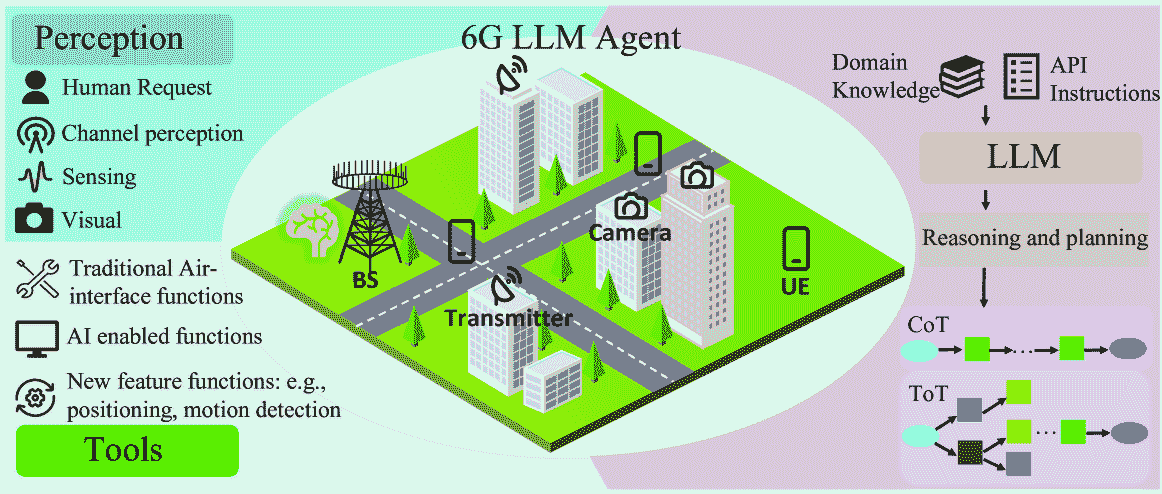 Perception
Human Request
Channel perception
Sensing
Visual
Traditional Air-
interface functions
AI enabled functions
New feature functions: e.g.,
positioning, motion detection
Tools
6G LLM Agent
BS
Camera
UE
Transmitter
Domain
Knowledge
API
Instructions
LLM
Reasoning and planning
CoT
...
ToT
...